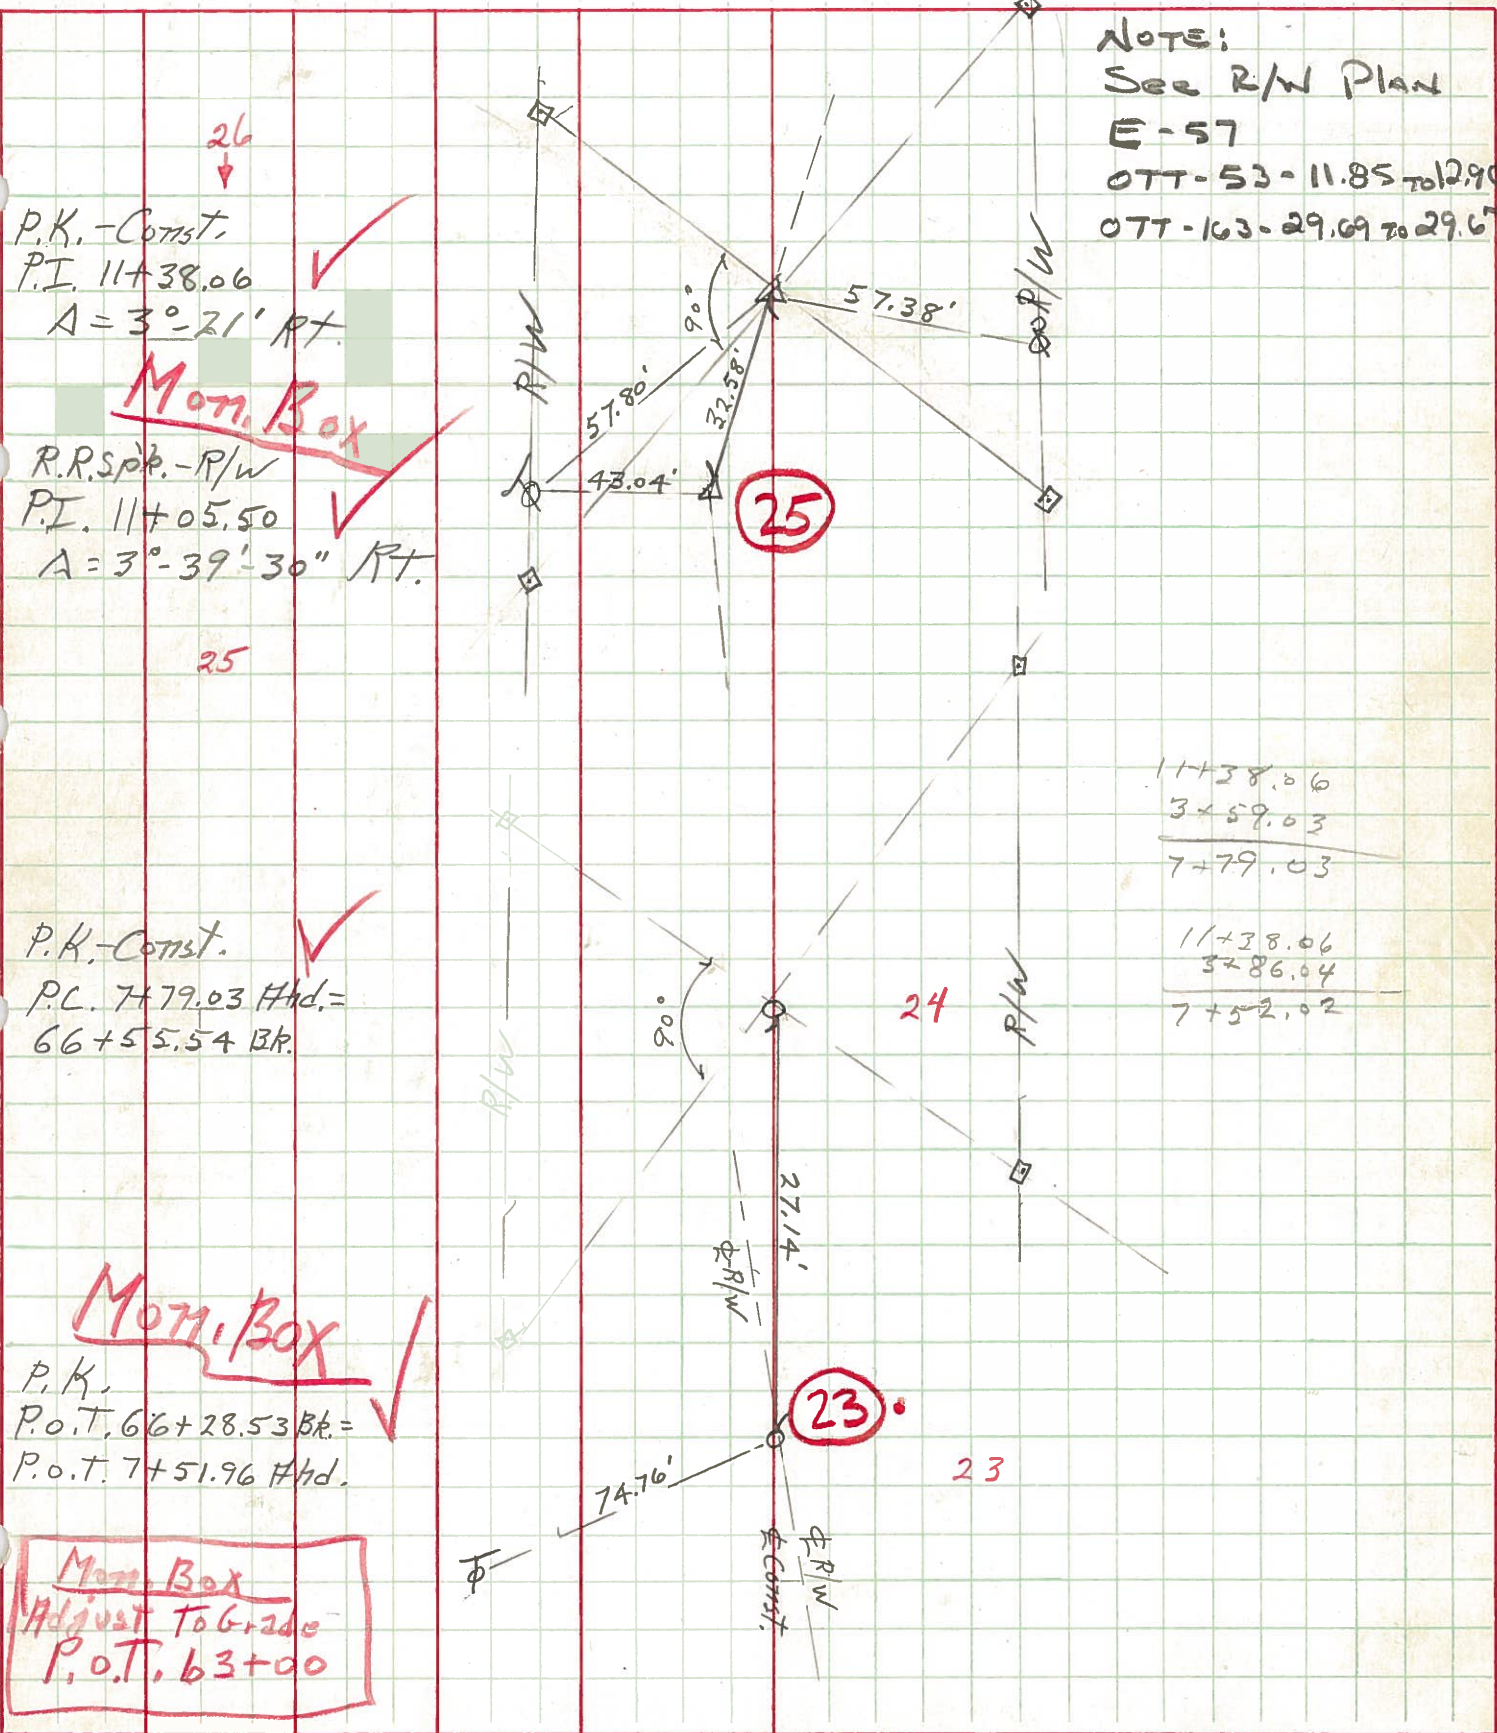 NOTE:
See R/W PLAN
E-57
OTT-53-11.85 TO 12.90
OTT-163-29.69 TO 29.6
26
P.K.-Const.
P.I. 11+38.06
Δ = 3°-21' Rt.
Mon. Box
R.R.Spk.-R/W
P.I. 11+05.50
Δ = 3°-39'-30" Rt.
25
R/W
90°
57.80'
32.58'
43.04'
57.38'
R/W
25
11+38.06
3+59.03
7+79.03
11+38.06
3+86.04
7+52.02
P.K.-Const.
P.C. 7+79.03 Ahd.=
66+55.54 Bk.
R/W
90°
24
R/W
27.14'
℄ R/W
Mon. Box
P.K.
P.O.T. 66+28.53 Bk.=
P.O.T. 7+51.96 Ahd.
23
23
74.76'
℄ Const.
℄ R/W
Mon. Box
Adjust To Grade
P.O.T. 63+00